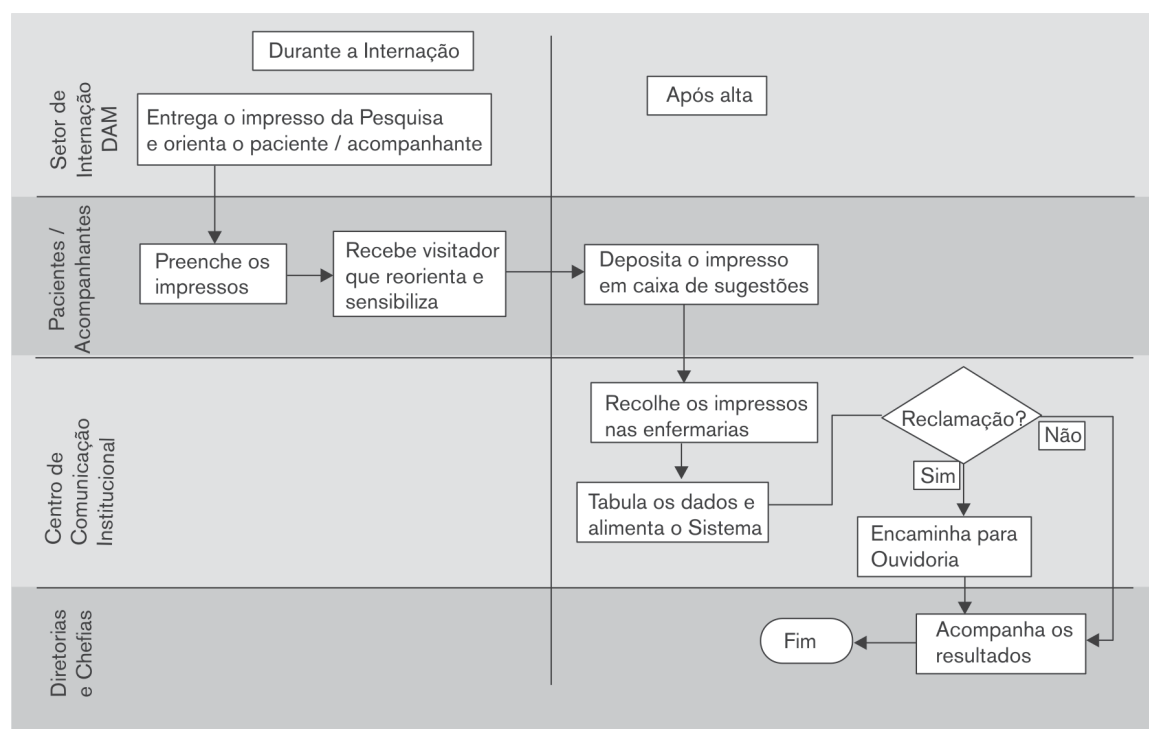 Durante a Internação
Após alta
Setor de
Internação
DAM
Entrega o impresso da Pesquisa
e orienta o paciente / acompanhante
Pacientes /
Acompanhantes
Preenche os
impressos
Recebe visitador
que reorienta e
sensibiliza
Deposita o impresso
em caixa de sugestões
Centro de
Comunicação
Institucional
Recolhe os impressos
nas enfermarias
Tabula os dados e
alimenta o Sistema
Reclamação?
Não
Sim
Encaminha para
Ouvidoria
Diretorias
e Chefias
Acompanha os
resultados
Fim